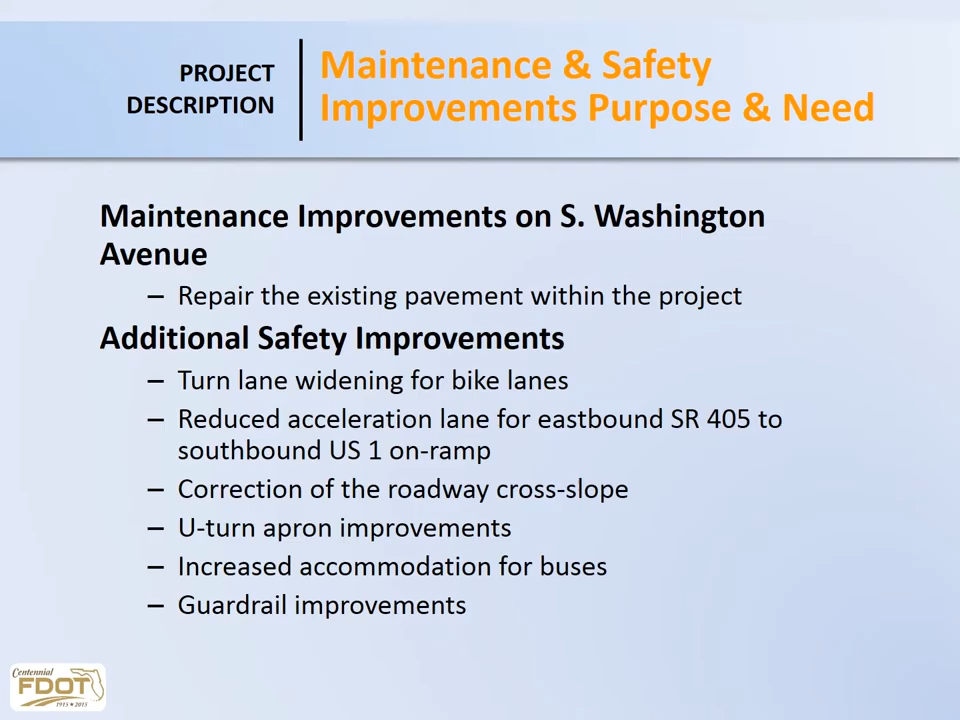 PROJECT
DESCRIPTION
Maintenance & Safety
Improvements Purpose & Need
Maintenance Improvements on S. Washington
Avenue
– Repair the existing pavement within the project
Additional Safety Improvements
– Turn lane widening for bike lanes
– Reduced acceleration lane for eastbound SR 405 to
southbound US 1 on-ramp
– Correction of the roadway cross-slope
– U-turn apron improvements
– Increased accommodation for buses
– Guardrail improvements
Centennial
FDOT
1915★2015